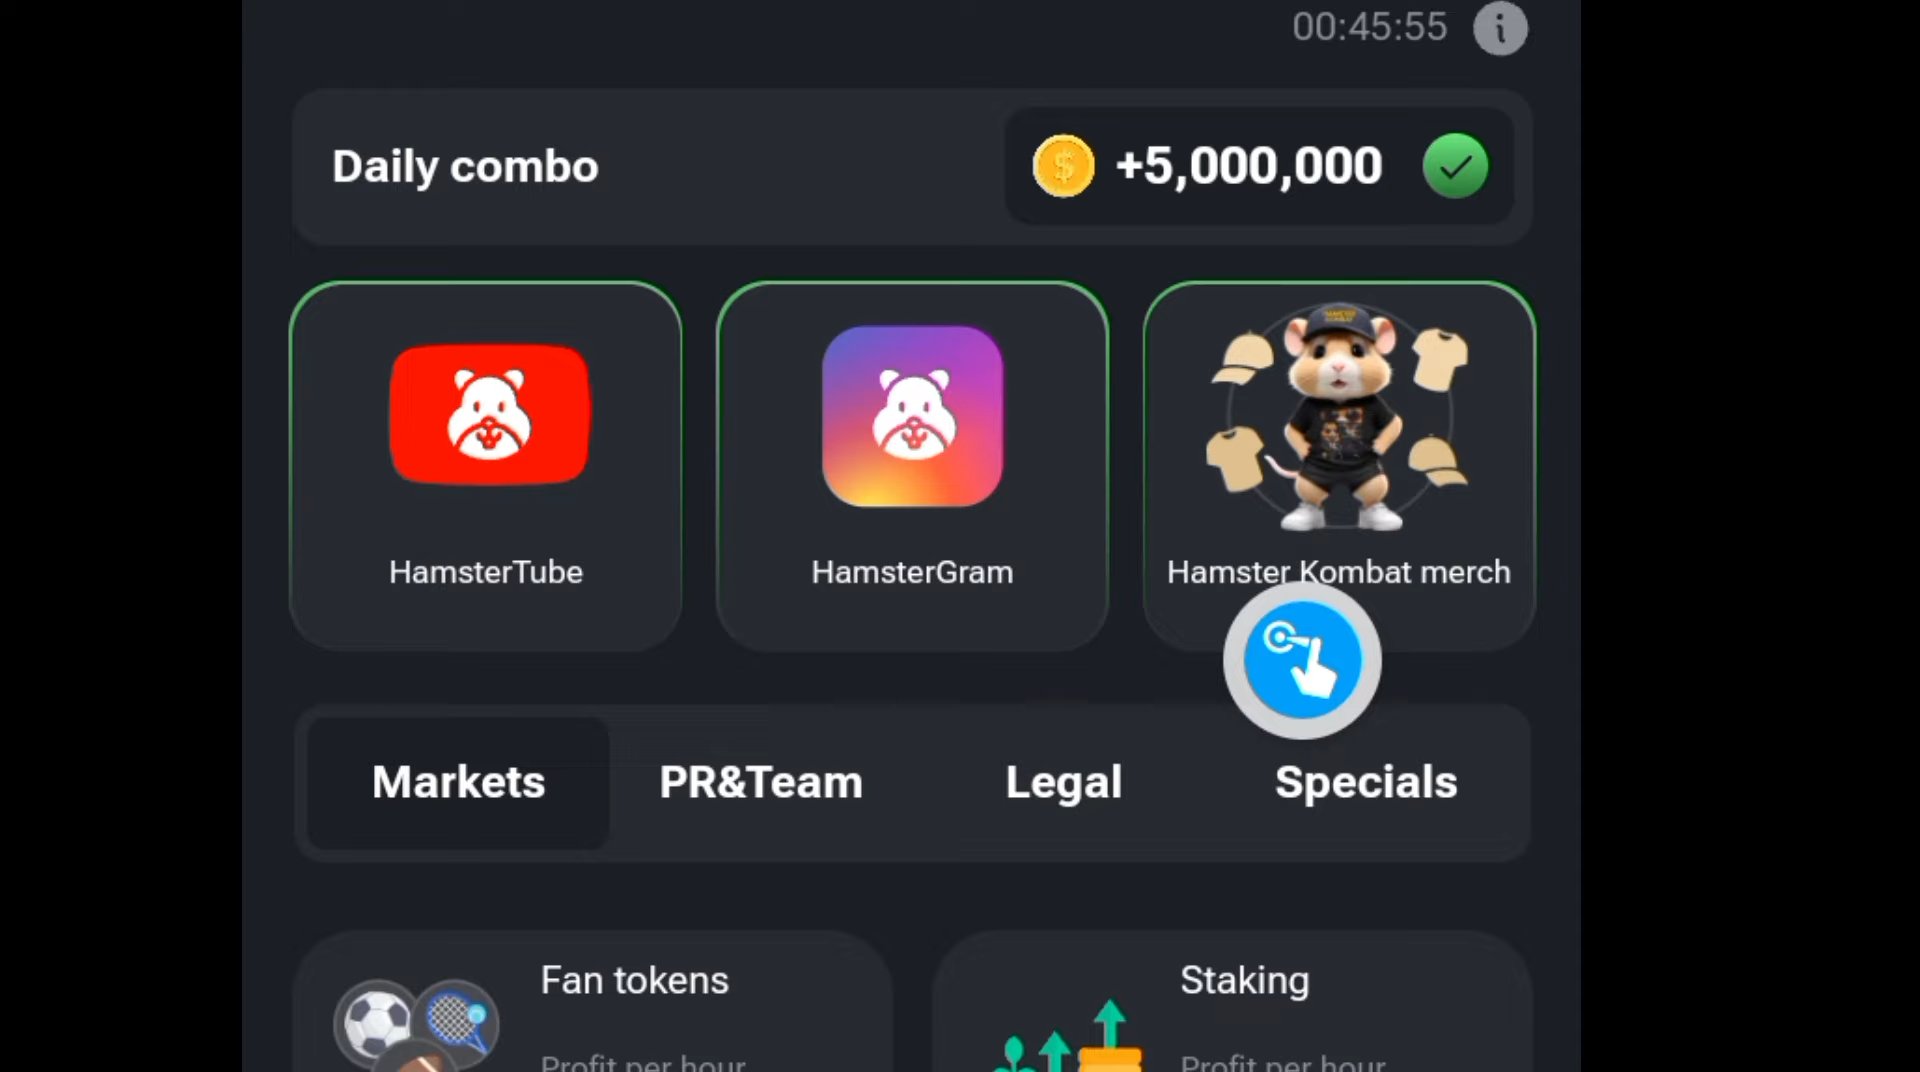 00:45:55
Daily combo
+5,000,000
HamsterTube
HamsterGram
Hamster Kombat merch
Markets
PR&Team
Legal
Specials
Fan tokens
Staking
Profit per hour
Profit per hour